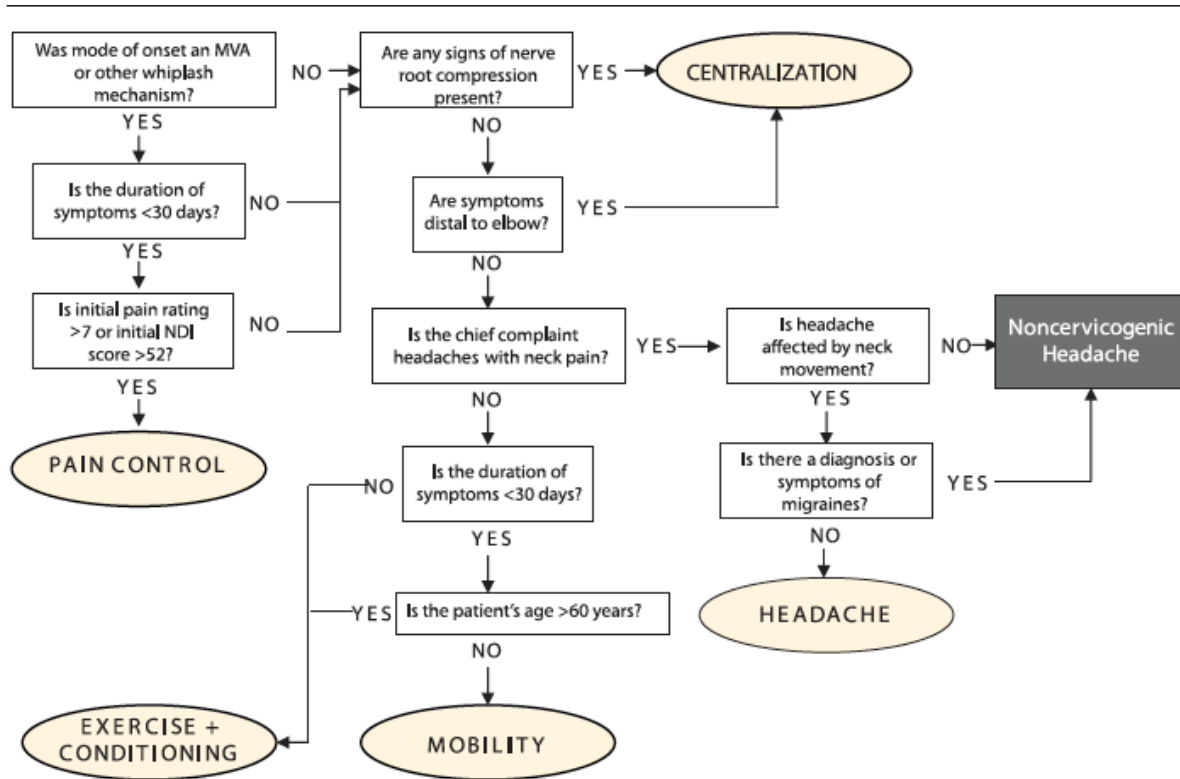 Was mode of onset an MVA
or other whiplash
mechanism?
NO
Are any signs of nerve
root compression
present?
YES
CENTRALIZATION
YES
NO
Is the duration of
symptoms <30 days?
NO
Are symptoms
distal to elbow?
YES
YES
NO
Is initial pain rating
>7 or initial NDI
score >52?
NO
Is the chief complaint
headaches with neck pain?
YES
Is headache
affected by neck
movement?
NO
Noncervicogenic
Headache
YES
NO
YES
PAIN CONTROL
NO
Is the duration of
symptoms <30 days?
Is there a diagnosis or
symptoms of
migraines?
YES
YES
NO
YES
Is the patient's age >60 years?
HEADACHE
NO
EXERCISE +
CONDITIONING
MOBILITY